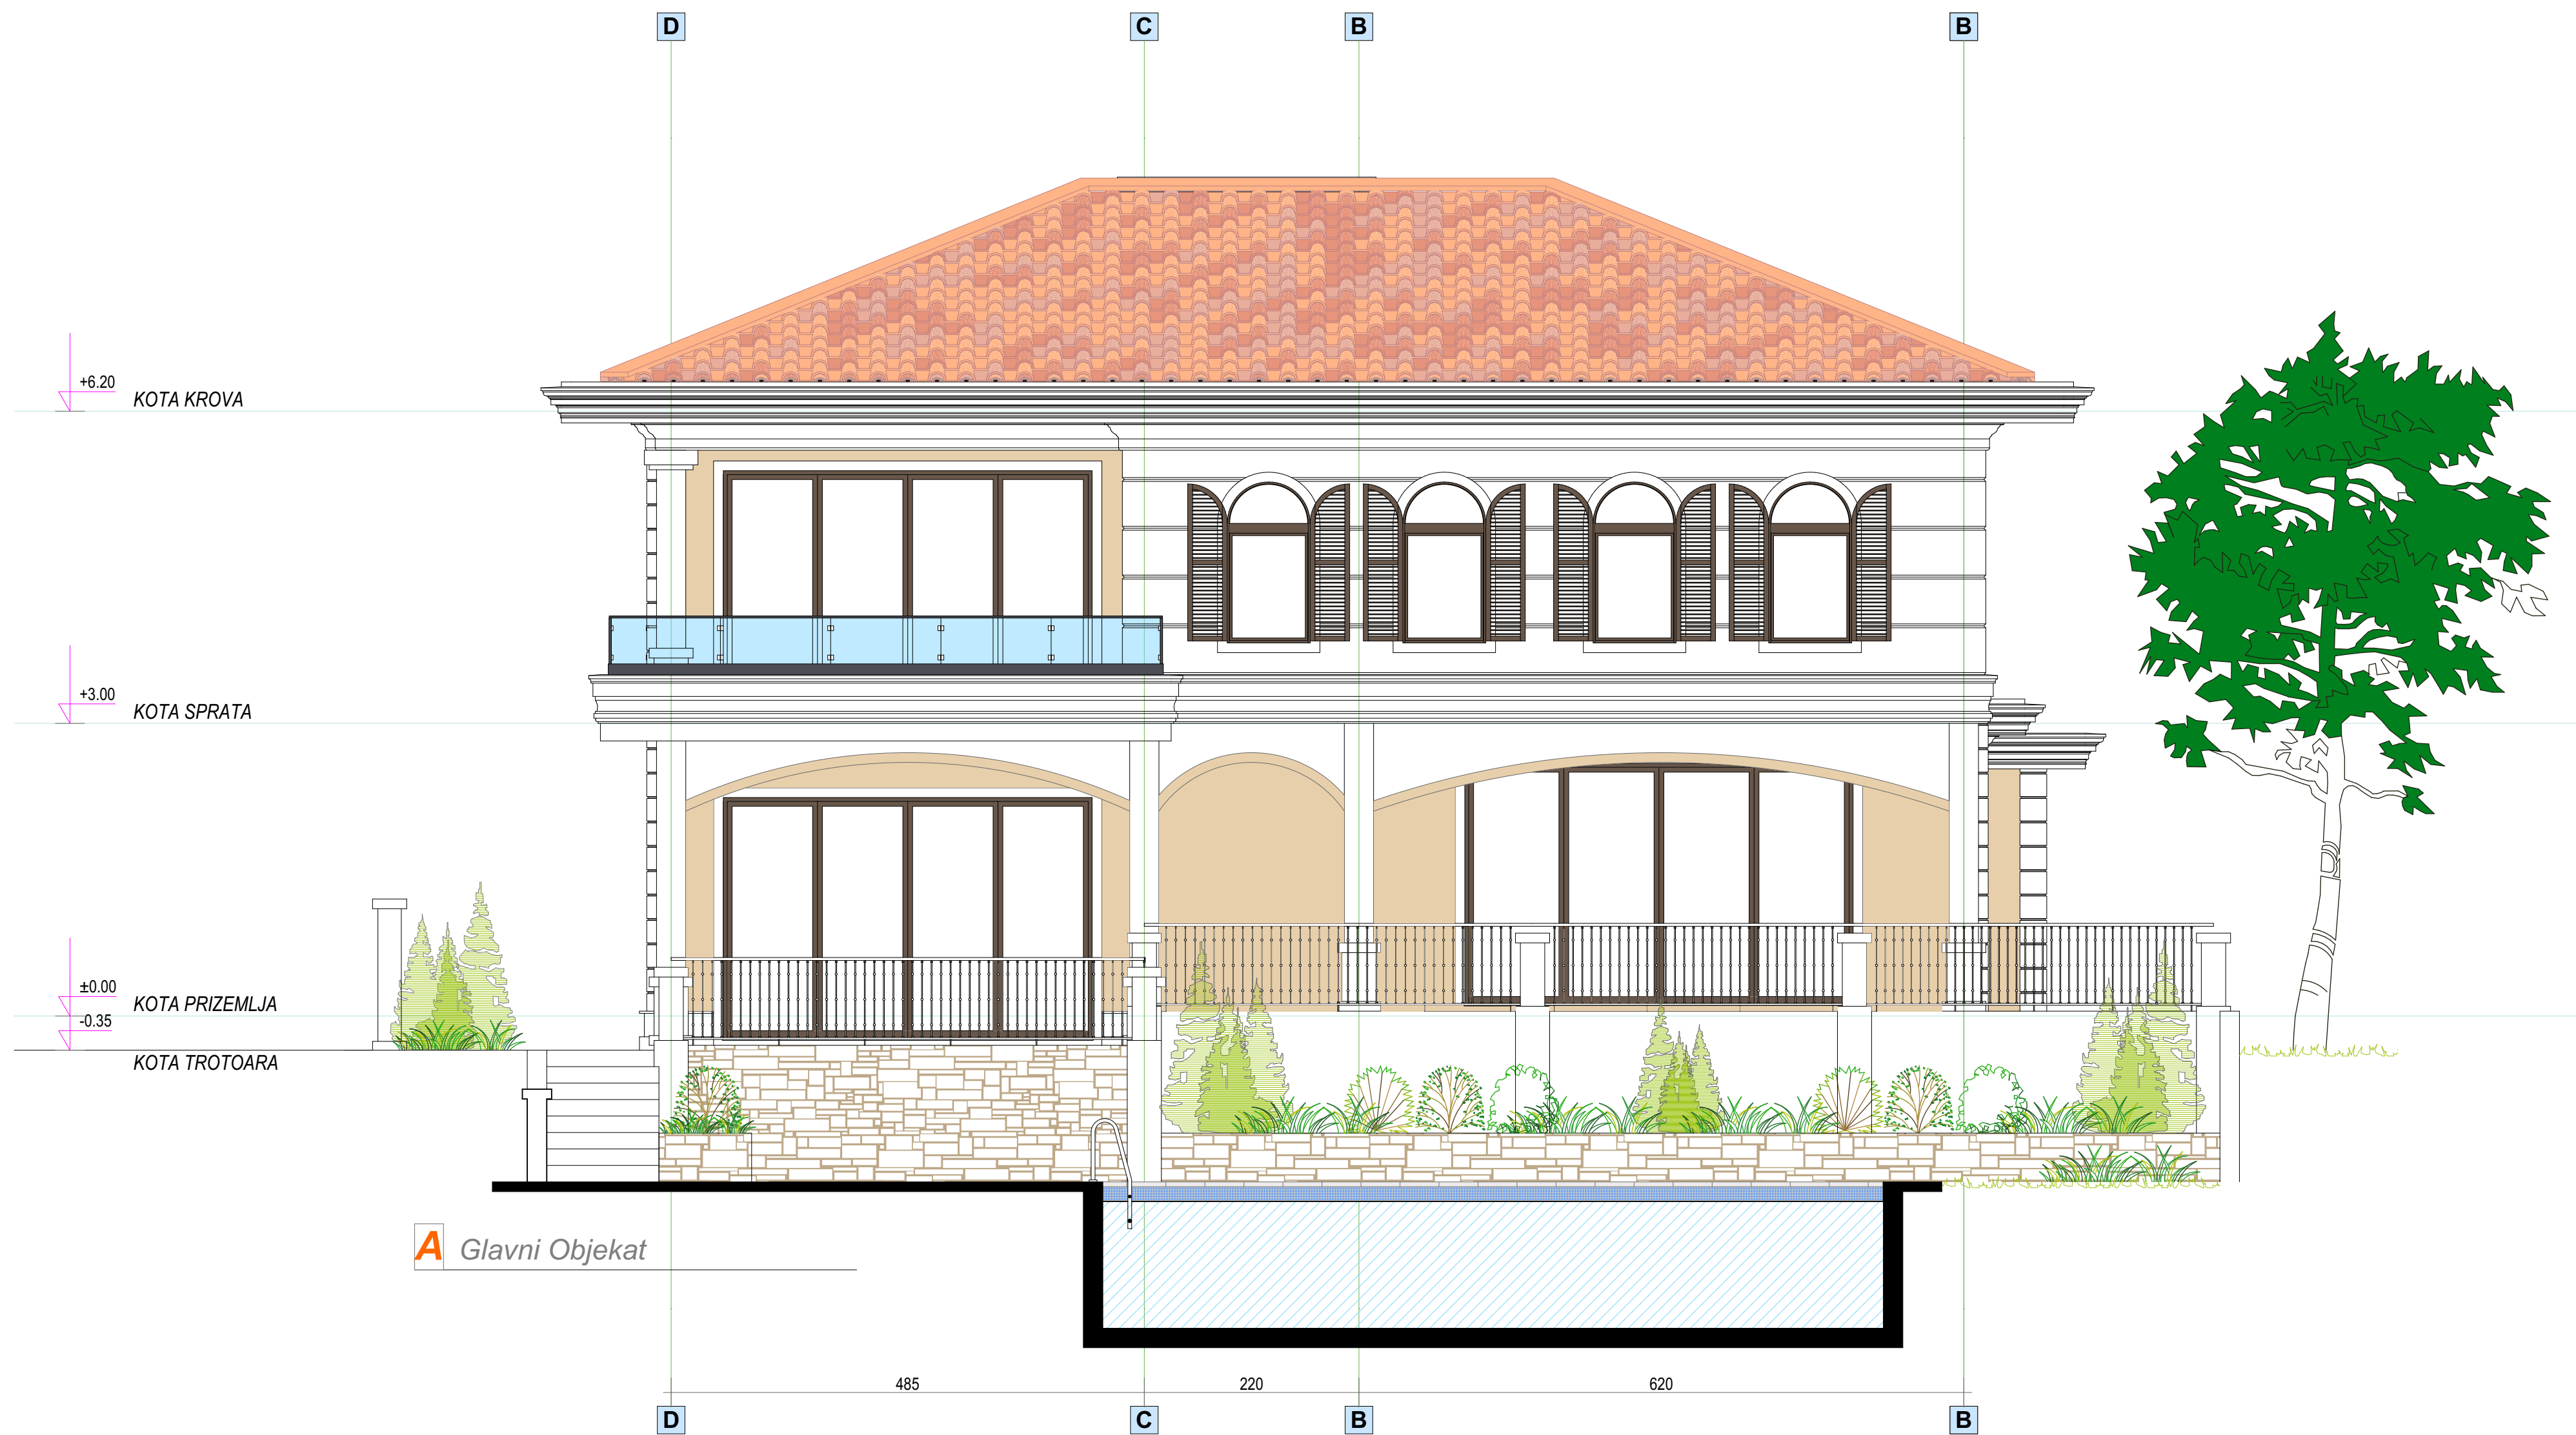 D C B B
+6.20
KOTA KROVA
+3.00
KOTA SPRATA
±0.00
KOTA PRIZEMLJA
-0.35
KOTA TROTOARA
A Glavni Objekat
485 220 620
D C B B